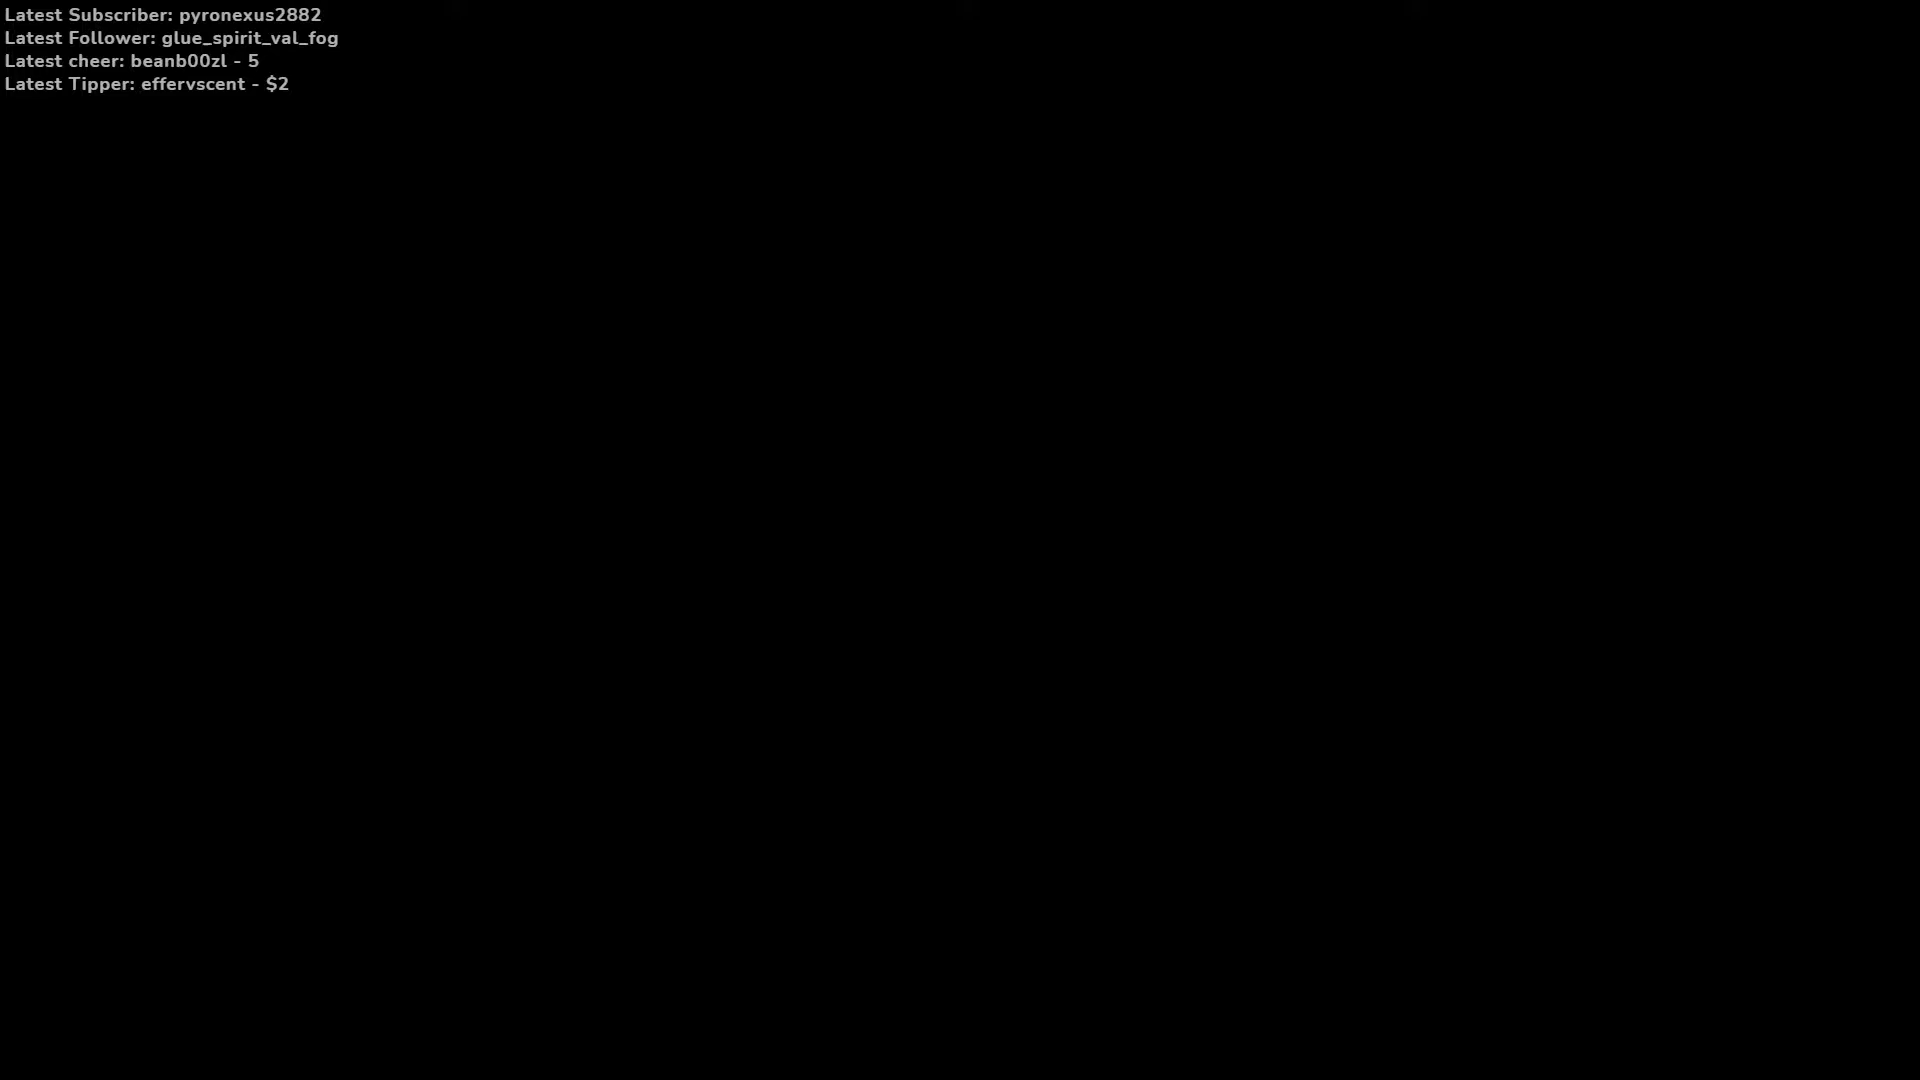 Latest Subscriber: pyronexus2882
Latest Follower: glue_spirit_val_fog
Latest cheer: beanb00zl - 5
Latest Tipper: effervscent - $2